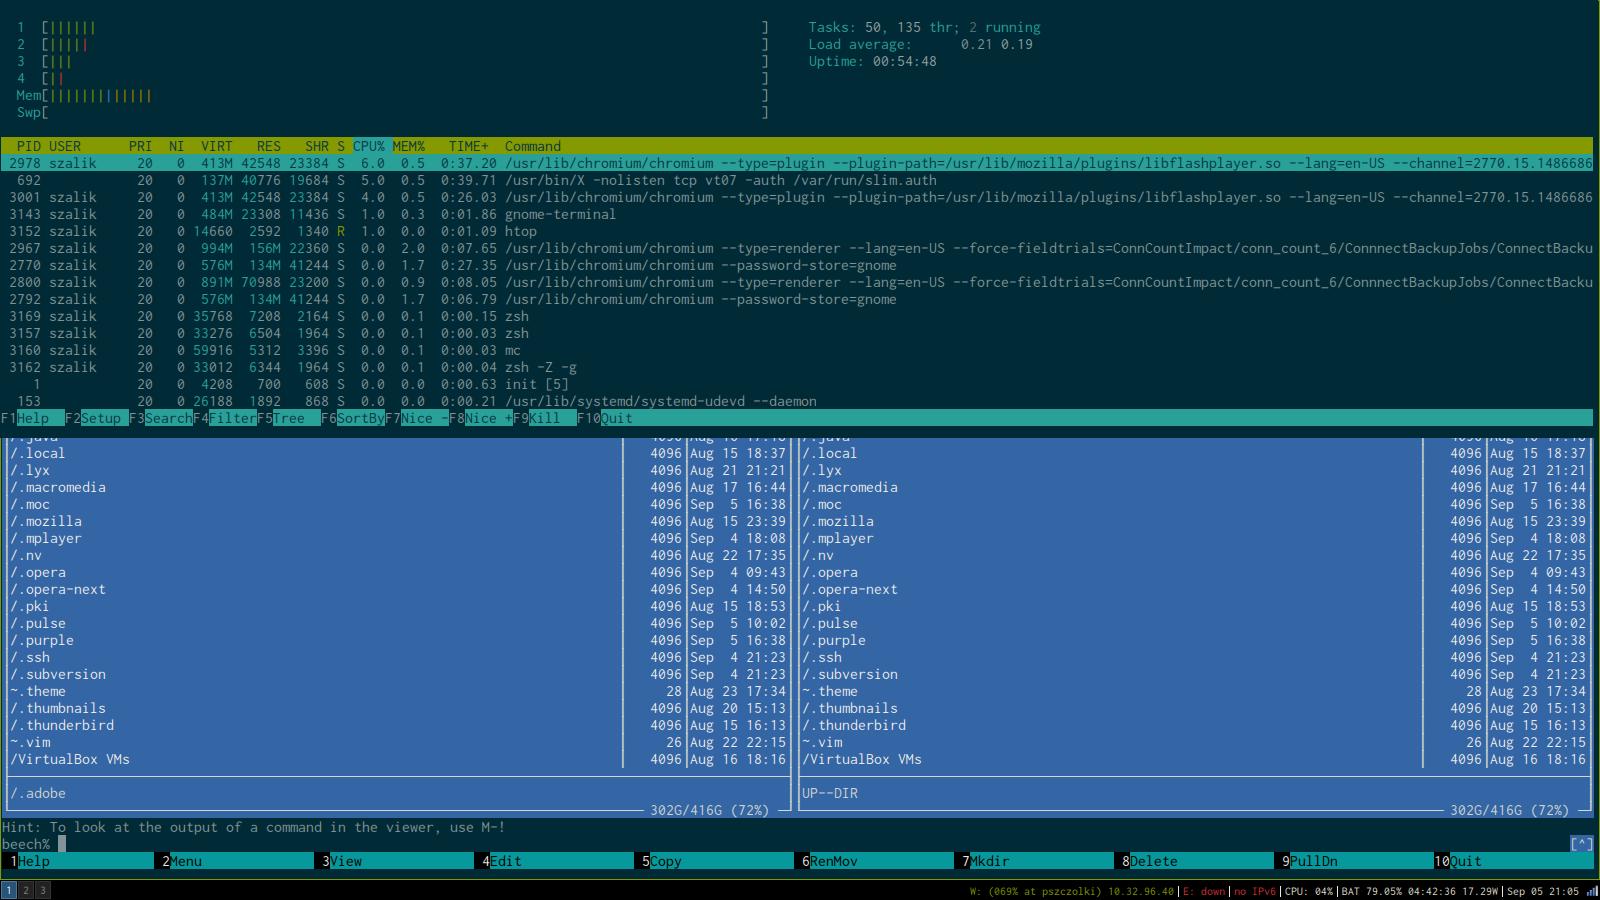 1 [||||||                                                    ] Tasks: 50, 135 thr; 2 running
2 [|||||                                                     ] Load average: 0.21 0.19
3 [|||                                                       ] Uptime: 00:54:48
4 [||                                                        ]
Mem[|||||||||||||                                            ]
Swp[                                                         ]
PID USER PRI NI VIRT RES SHR S CPU% MEM% TIME+ Command
2978 szalik 20 0 413M 42548 23384 S 6.0 0.5 0:37.20 /usr/lib/chromium/chromium --type=plugin --plugin-path=/usr/lib/mozilla/plugins/libflashplayer.so --lang=en-US --channel=2770.15.1486686
692 20 0 137M 40776 19684 S 5.0 0.5 0:39.71 /usr/bin/X -nolisten tcp vt07 -auth /var/run/slim.auth
3001 szalik 20 0 413M 42548 23384 S 4.0 0.5 0:26.03 /usr/lib/chromium/chromium --type=plugin --plugin-path=/usr/lib/mozilla/plugins/libflashplayer.so --lang=en-US --channel=2770.15.1486686
3143 szalik 20 0 484M 23308 11436 S 1.0 0.3 0:01.86 gnome-terminal
3152 szalik 20 0 14660 2592 1340 R 1.0 0.0 0:01.09 htop
2967 szalik 20 0 994M 156M 22360 S 0.0 2.0 0:07.65 /usr/lib/chromium/chromium --type=renderer --lang=en-US --force-fieldtrials=ConnCountImpact/conn_count_6/ConnnectBackupJobs/ConnectBacku
2770 szalik 20 0 576M 134M 41244 S 0.0 1.7 0:27.35 /usr/lib/chromium/chromium --password-store=gnome
2800 szalik 20 0 891M 70988 23200 S 0.0 0.9 0:08.05 /usr/lib/chromium/chromium --type=renderer --lang=en-US --force-fieldtrials=ConnCountImpact/conn_count_6/ConnnectBackupJobs/ConnectBacku
2792 szalik 20 0 576M 134M 41244 S 0.0 1.7 0:06.79 /usr/lib/chromium/chromium --password-store=gnome
3169 szalik 20 0 35768 7208 2164 S 0.0 0.1 0:00.15 zsh
3157 szalik 20 0 33276 6504 1964 S 0.0 0.1 0:00.03 zsh
3160 szalik 20 0 59916 5312 3396 S 0.0 0.1 0:00.03 mc
3162 szalik 20 0 33012 6344 1964 S 0.0 0.1 0:00.04 zsh -Z -g
1 20 0 4208 700 608 S 0.0 0.0 0:00.63 init [5]
153 20 0 26188 1892 868 S 0.0 0.0 0:00.21 /usr/lib/systemd/systemd-udevd --daemon
F1Help F2Setup F3SearchF4FilterF5Tree F6SortByF7Nice -F8Nice +F9Kill F10Quit
/.java /.java
/.local 4096|Aug 15 18:37 /.local 4096|Aug 15 18:37
/.lyx 4096|Aug 21 21:21 /.lyx 4096|Aug 21 21:21
/.macromedia 4096|Aug 17 16:44 /.macromedia 4096|Aug 17 16:44
/.moc 4096|Sep 5 16:38 /.moc 4096|Sep 5 16:38
/.mozilla 4096|Aug 15 23:39 /.mozilla 4096|Aug 15 23:39
/.mplayer 4096|Sep 4 18:08 /.mplayer 4096|Sep 4 18:08
/.nv 4096|Aug 22 17:35 /.nv 4096|Aug 22 17:35
/.opera 4096|Sep 4 09:43 /.opera 4096|Sep 4 09:43
/.opera-next 4096|Sep 4 14:50 /.opera-next 4096|Sep 4 14:50
/.pki 4096|Aug 15 18:53 /.pki 4096|Aug 15 18:53
/.pulse 4096|Sep 5 10:02 /.pulse 4096|Sep 5 10:02
/.purple 4096|Sep 5 16:38 /.purple 4096|Sep 5 16:38
/.ssh 4096|Sep 4 21:23 /.ssh 4096|Sep 4 21:23
/.subversion 4096|Sep 4 21:23 /.subversion 4096|Sep 4 21:23
~.theme 28|Aug 23 17:34 ~.theme 28|Aug 23 17:34
/.thumbnails 4096|Aug 20 15:13 /.thumbnails 4096|Aug 20 15:13
/.thunderbird 4096|Aug 15 16:13 /.thunderbird 4096|Aug 15 16:13
~.vim 26|Aug 22 22:15 ~.vim 26|Aug 22 22:15
/VirtualBox VMs 4096|Aug 16 18:16 /VirtualBox VMs 4096|Aug 16 18:16
/.adobe UP--DIR
302G/416G (72%) 302G/416G (72%)
Hint: To look at the output of a command in the viewer, use M-!
beech% [^]
1Help 2Menu 3View 4Edit 5Copy 6RenMov 7Mkdir 8Delete 9PullDn 10Quit
1 2 3 W: (069% at pszczolki) 10.32.96.40|E: down|no IPv6|CPU: 04%|BAT 79.05% 04:42:36 17.29W|Sep 05 21:05